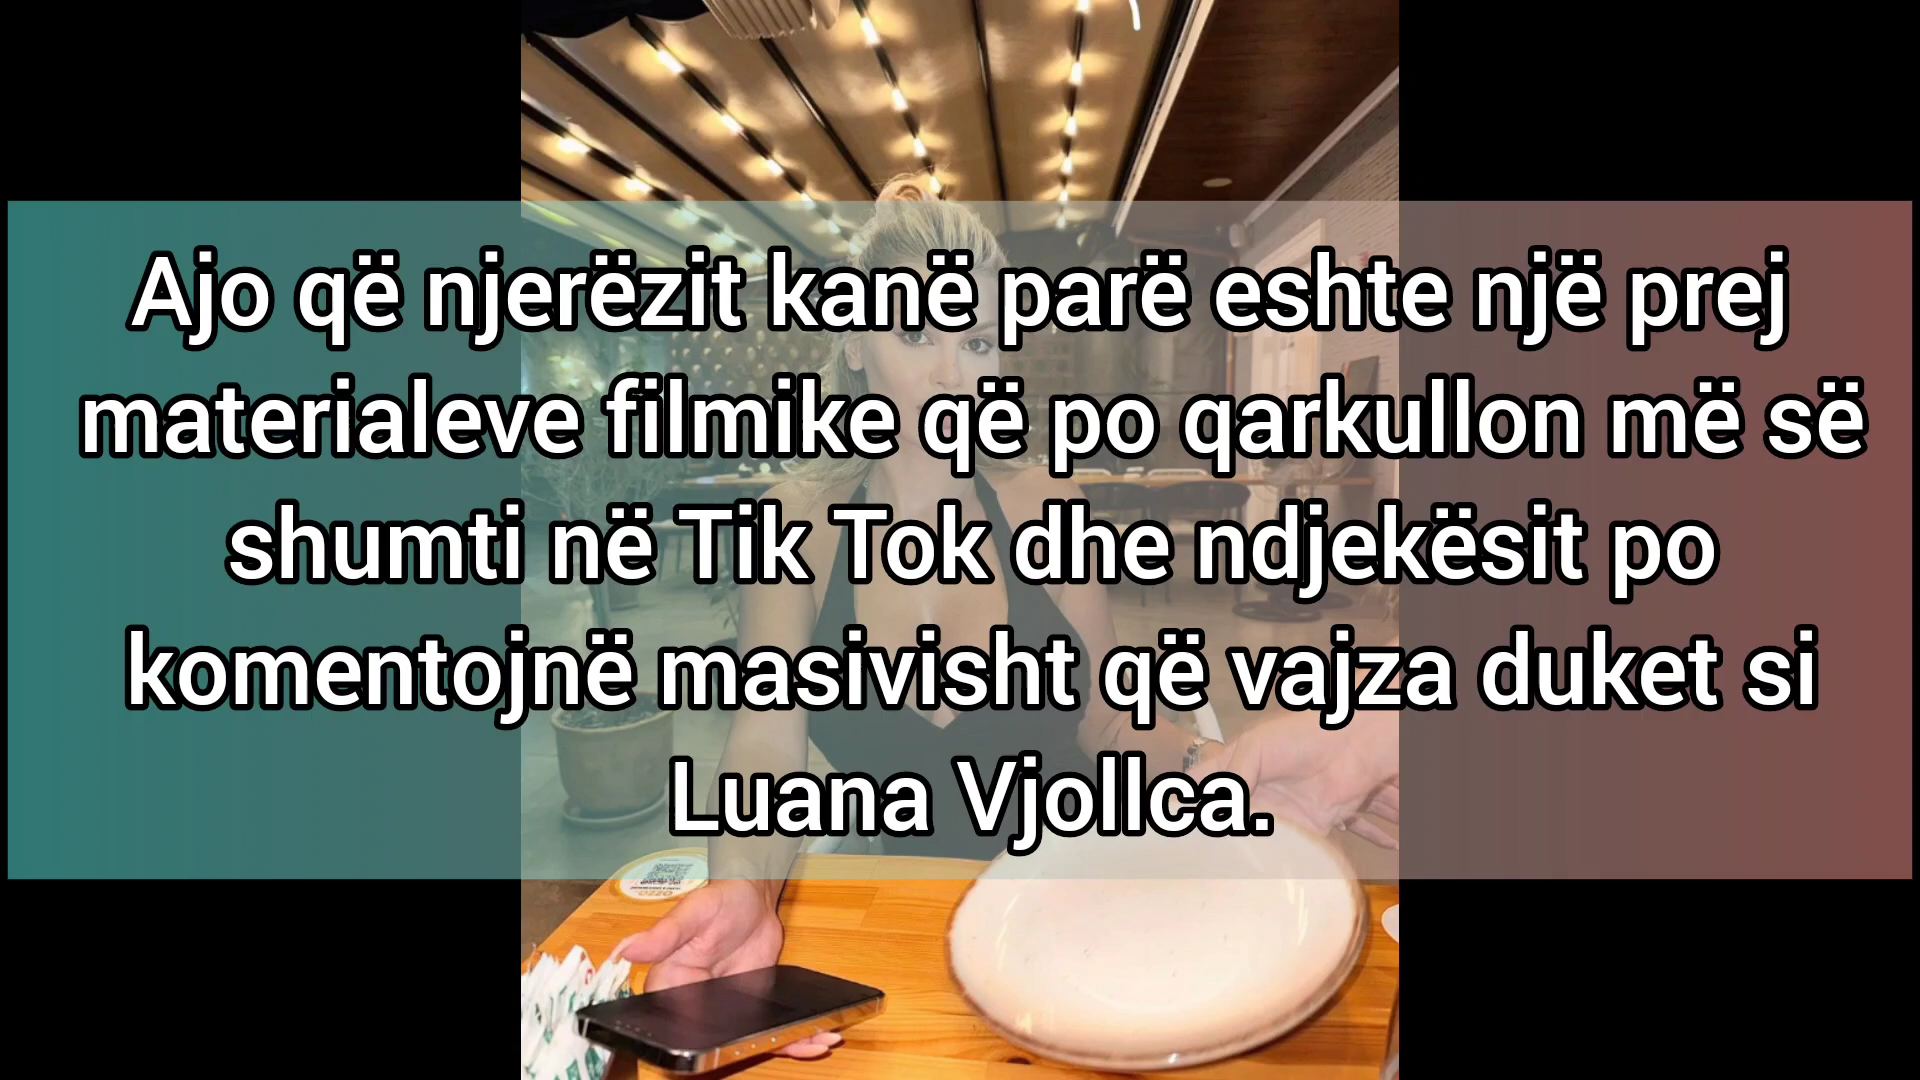 Ajo që njerëzit kanë parë eshte një prej
materialeve filmike që po qarkullon më së
shumti në Tik Tok dhe ndjekësit po
komentojnë masivisht që vajza duket si
Luana Vjollca.